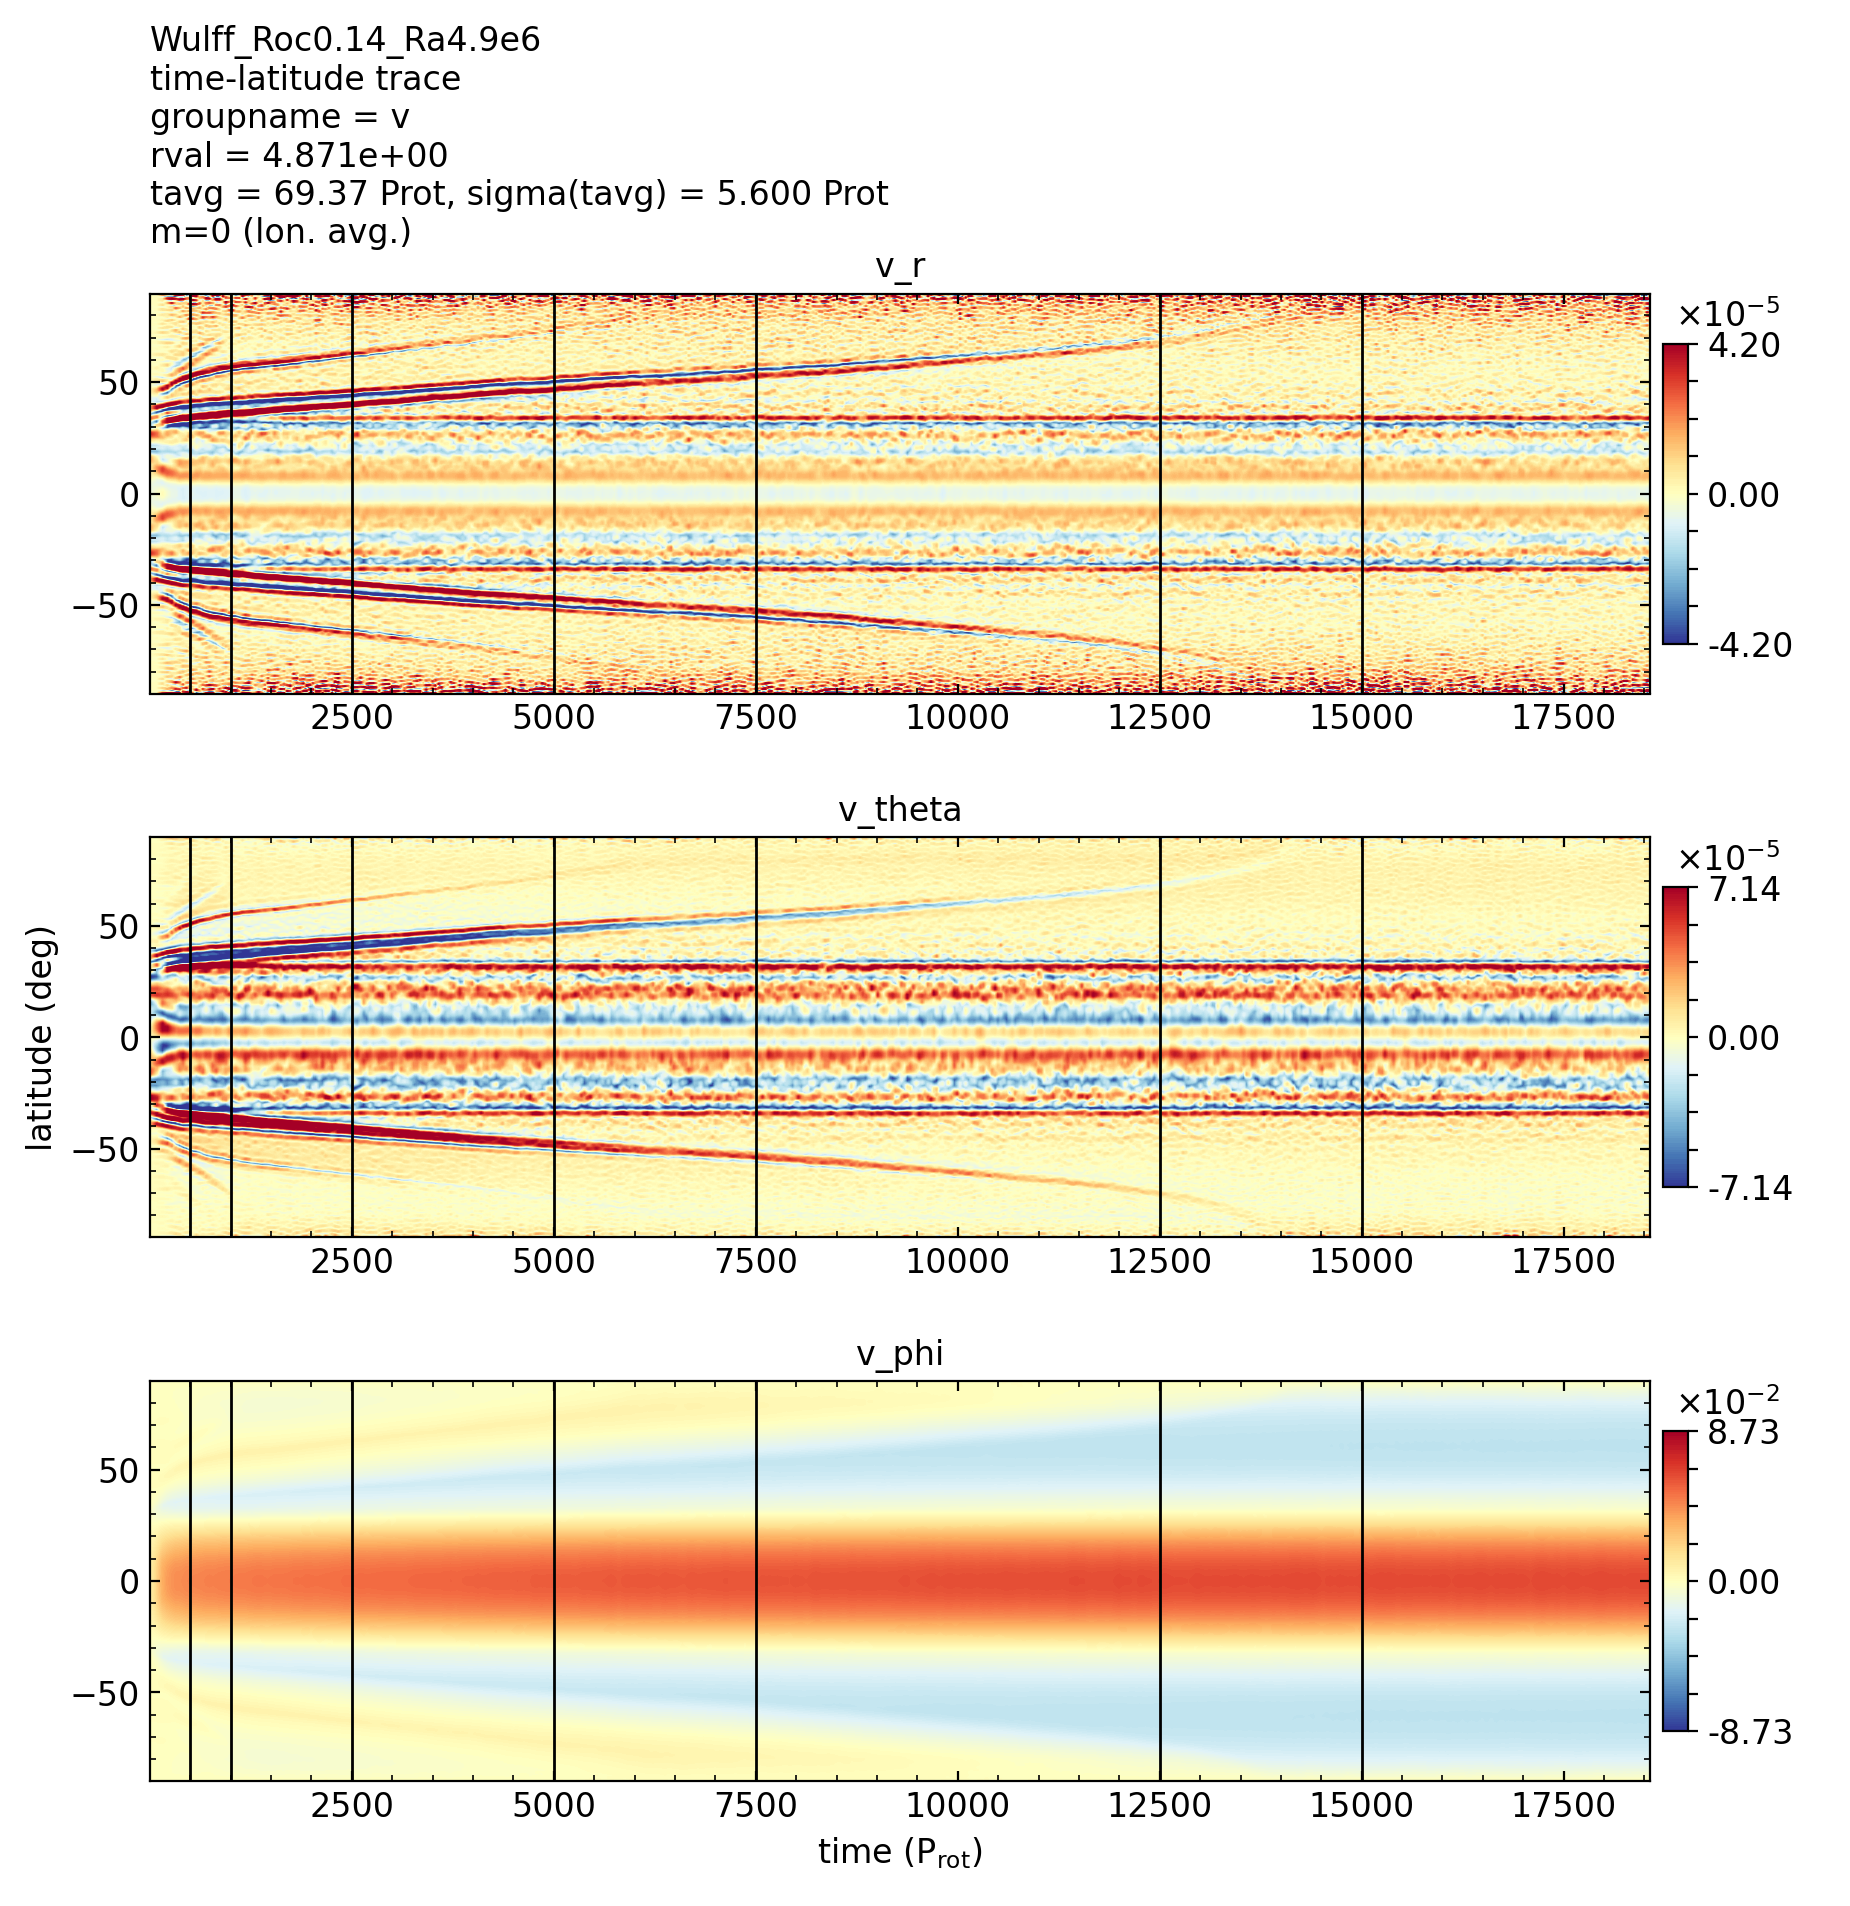 Wulff_Roc0.14_Ra4.9e6
time-latitude trace
groupname = v
rval = 4.871e+00
tavg = 69.37 Prot, sigma(tavg) = 5.600 Prot
m=0 (lon. avg.)
v_r
×10⁻⁵
4.20
0.00
-4.20
50
0
−50
2500 5000 7500 10000 12500 15000 17500
v_theta
×10⁻⁵
7.14
0.00
-7.14
latitude (deg)
50
0
−50
2500 5000 7500 10000 12500 15000 17500
v_phi
×10⁻²
8.73
0.00
-8.73
50
0
−50
2500 5000 7500 10000 12500 15000 17500
time (P_rot)